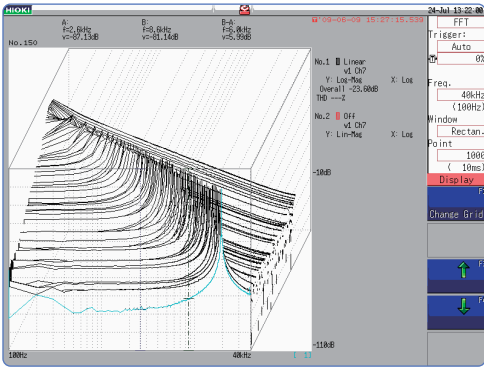 HIOKI
A:
f=2.6kHz
v=-87.13dB
B:
f=8.6kHz
v=-81.14dB
B-A:
f=6.0kHz
v=5.99dB
'09-06-09 15:27:15.539
No.150
No.1 Linear
v1 Ch7
Y: Log-Mag X: Log
Overall -23.60dB
THD ---%
No.2 Off
v1 Ch7
Y: Lin-Mag X: Log
-10dB
-110dB
100Hz
40kHz
[ 1]
24-Jul 13:22:00
FFT
Trigger:
Auto
0%
Freq.
40kHz
(100Hz)
Window
Rectan.
Point
1000
( 10ms)
Display
Change Grid